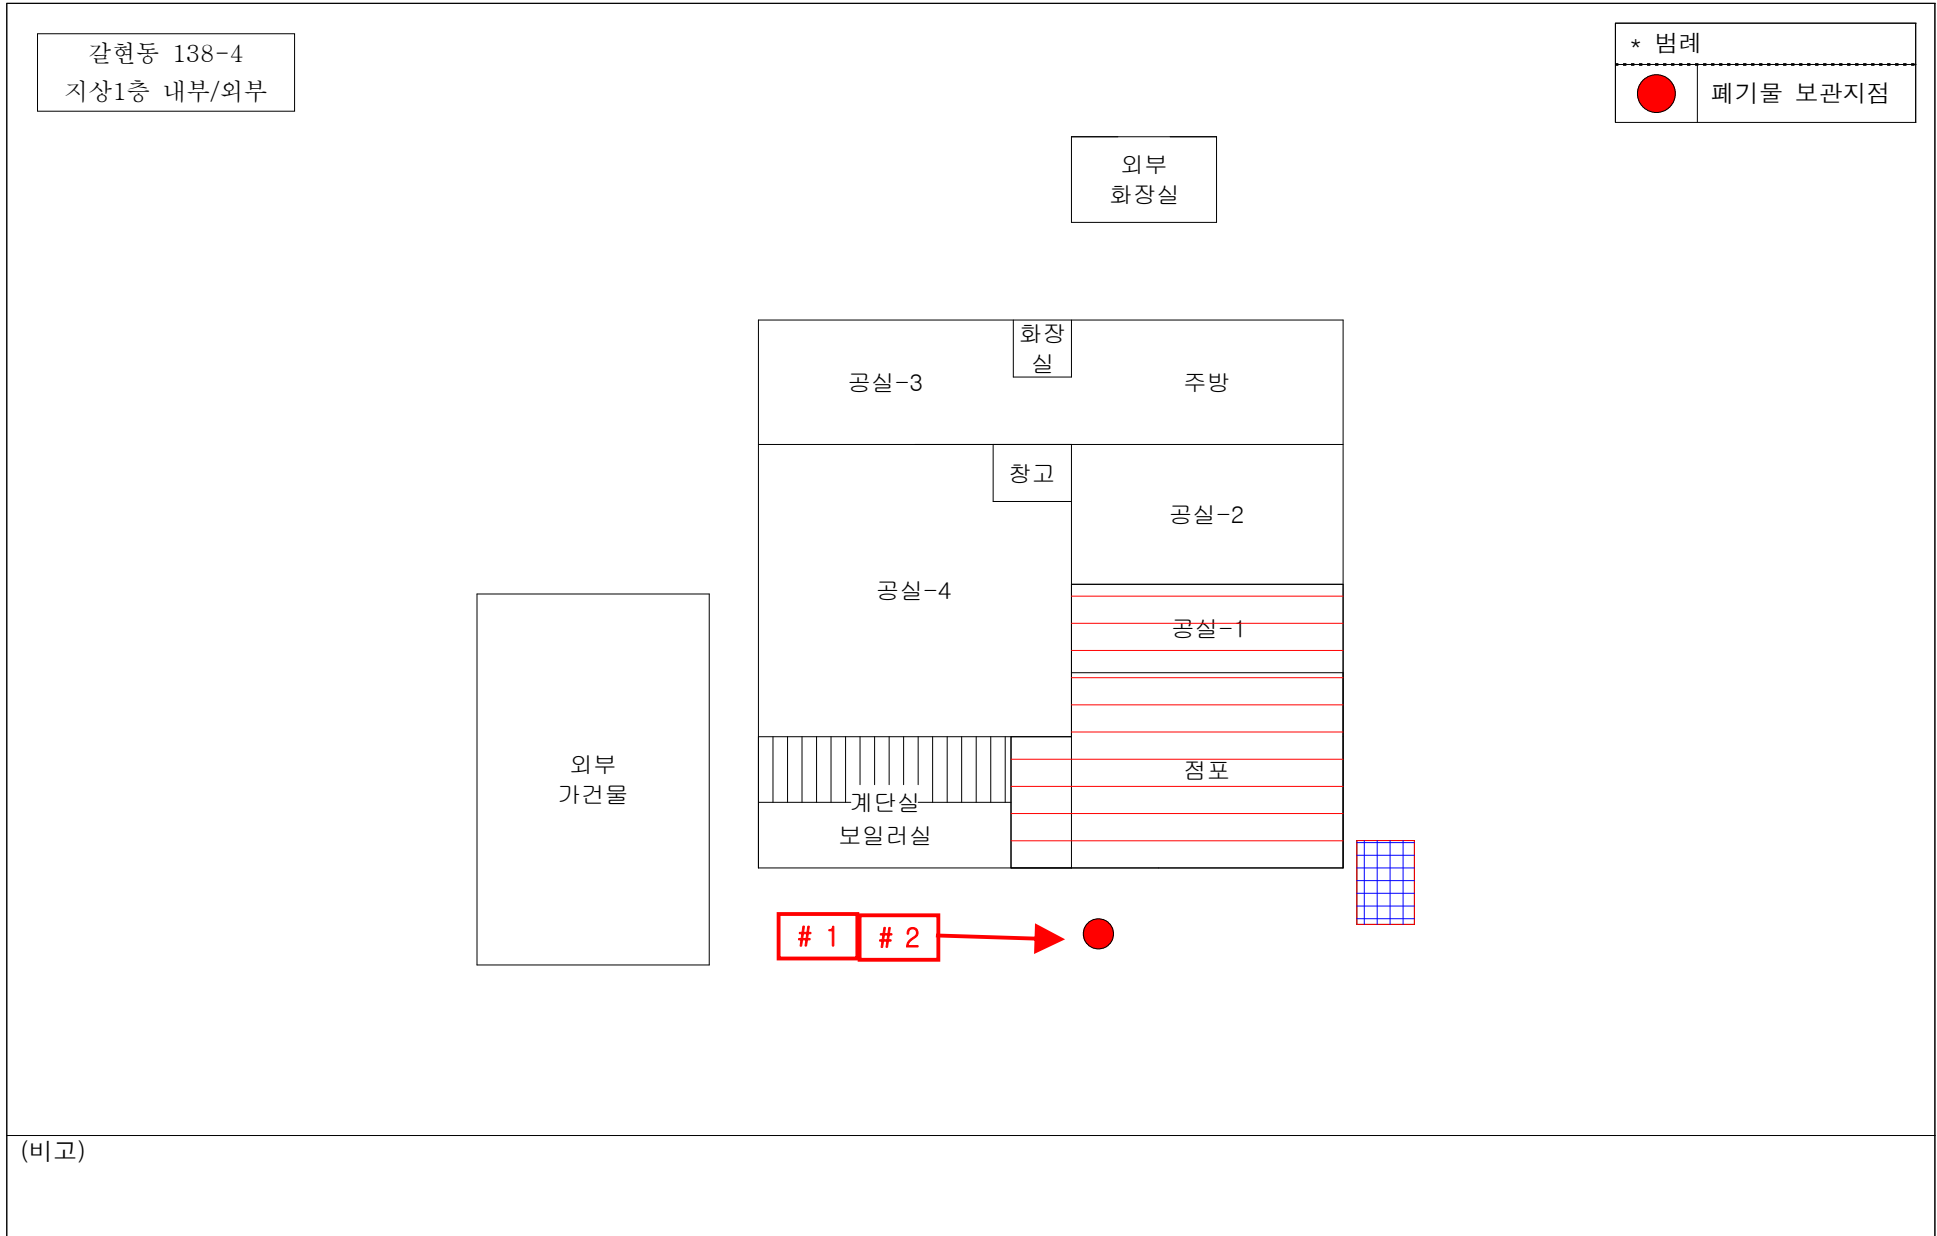 갈현동 138-4
지상1층 내부/외부
* 범례
폐기물 보관지점
외부
화장실
화장
실
공실-3
주방
창고
공실-2
공실-4
공실-1
외부
가건물
점포
계단실
보일러실
# 1
# 2
(비고)